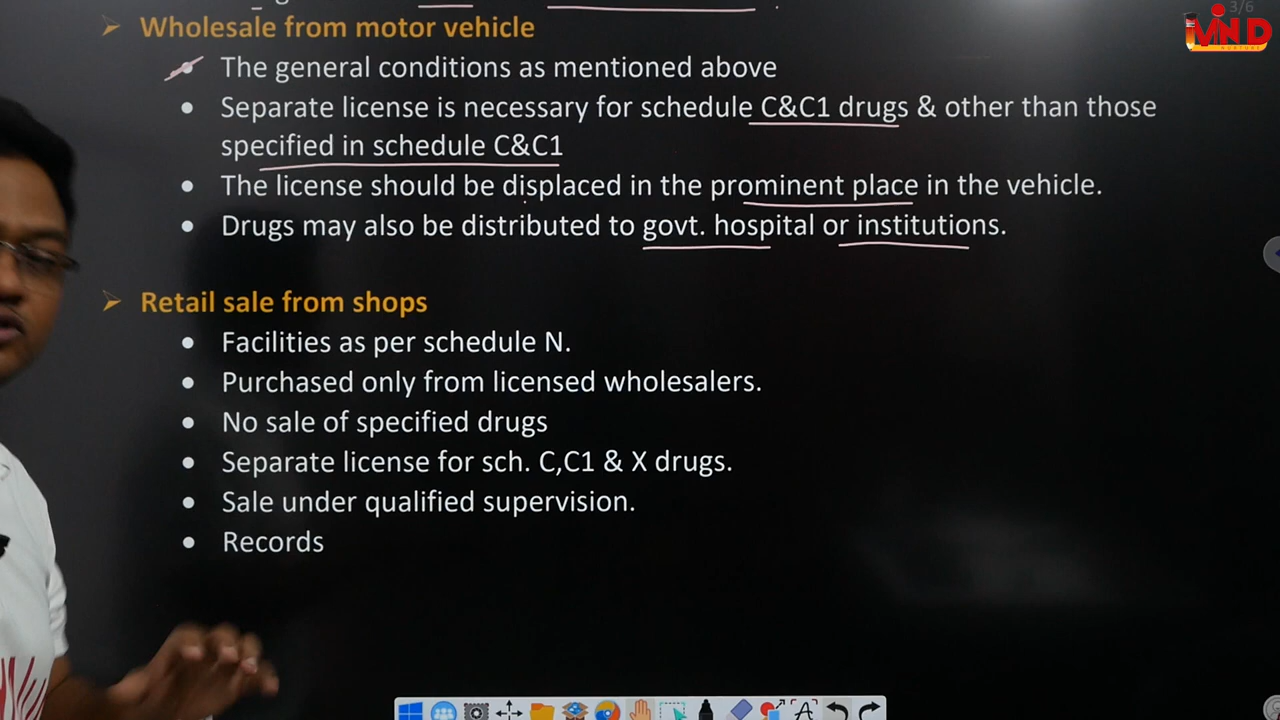 3/6
MIND
➢ Wholesale from motor vehicle
• The general conditions as mentioned above
• Separate license is necessary for schedule C&C1 drugs & other than those
specified in schedule C&C1
• The license should be displaced in the prominent place in the vehicle.
• Drugs may also be distributed to govt. hospital or institutions.
➢ Retail sale from shops
• Facilities as per schedule N.
• Purchased only from licensed wholesalers.
• No sale of specified drugs
• Separate license for sch. C,C1 & X drugs.
• Sale under qualified supervision.
• Records